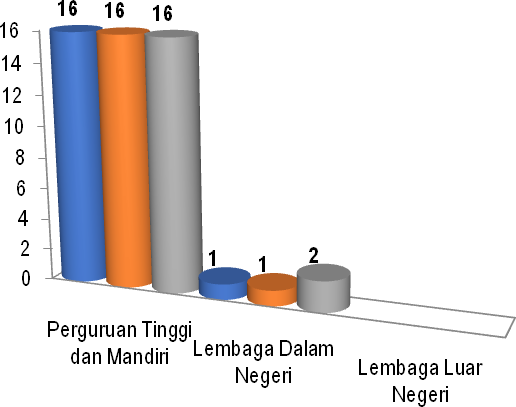 16 16 16
16
14
12
10
8
6
4
2
0
1 1 2
Perguruan Tinggi
dan Mandiri
Lembaga Dalam
Negeri
Lembaga Luar
Negeri